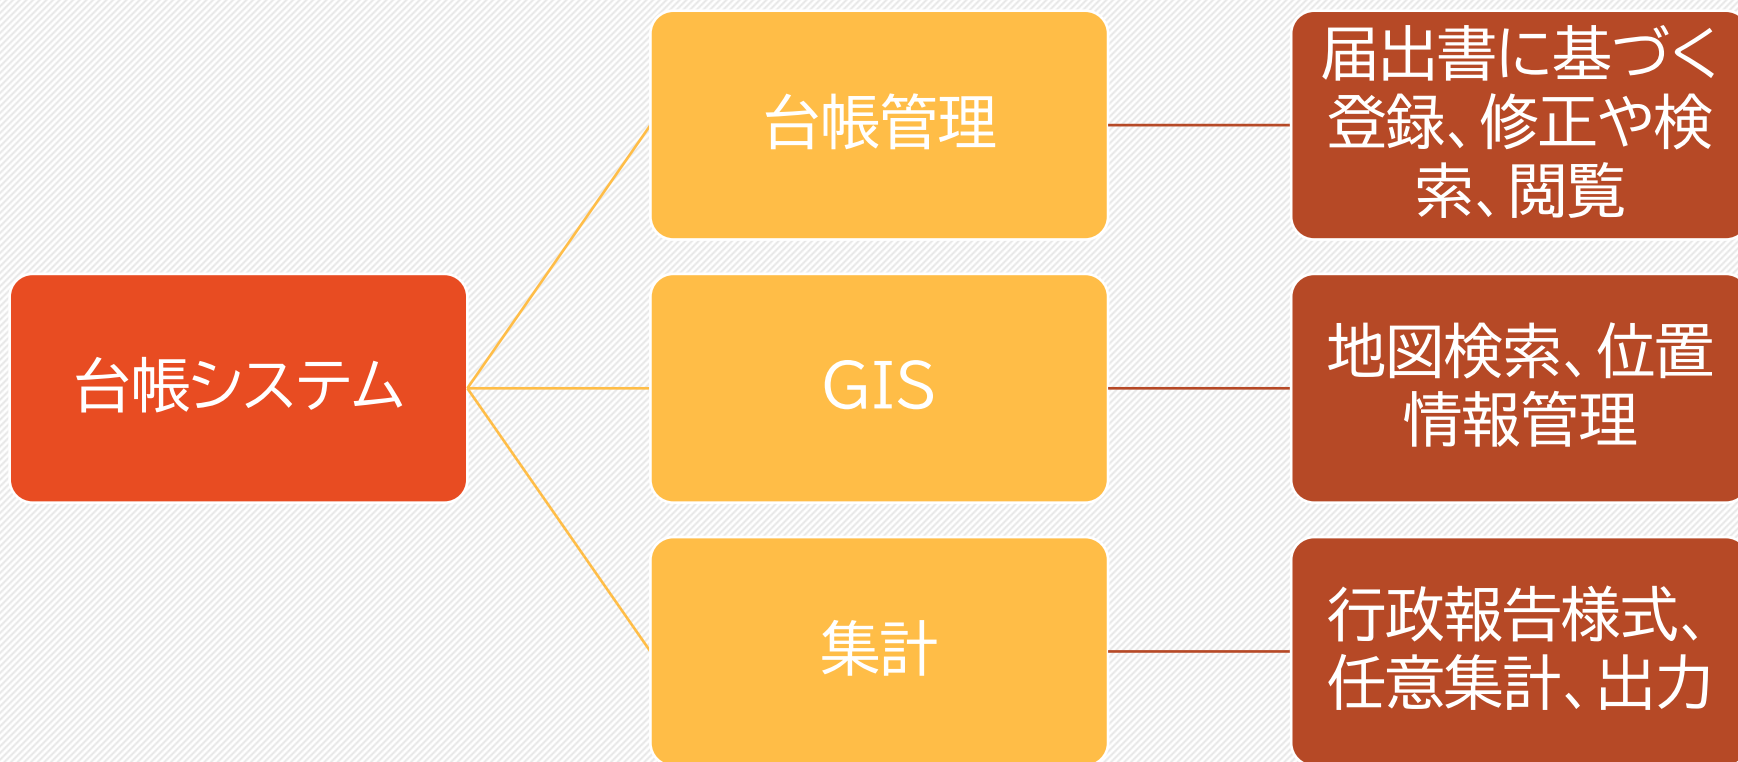 台帳システム
台帳管理
届出書に基づく
登録、修正や検
索、閲覧
GIS
地図検索、位置
情報管理
集計
行政報告様式、
任意集計、出力